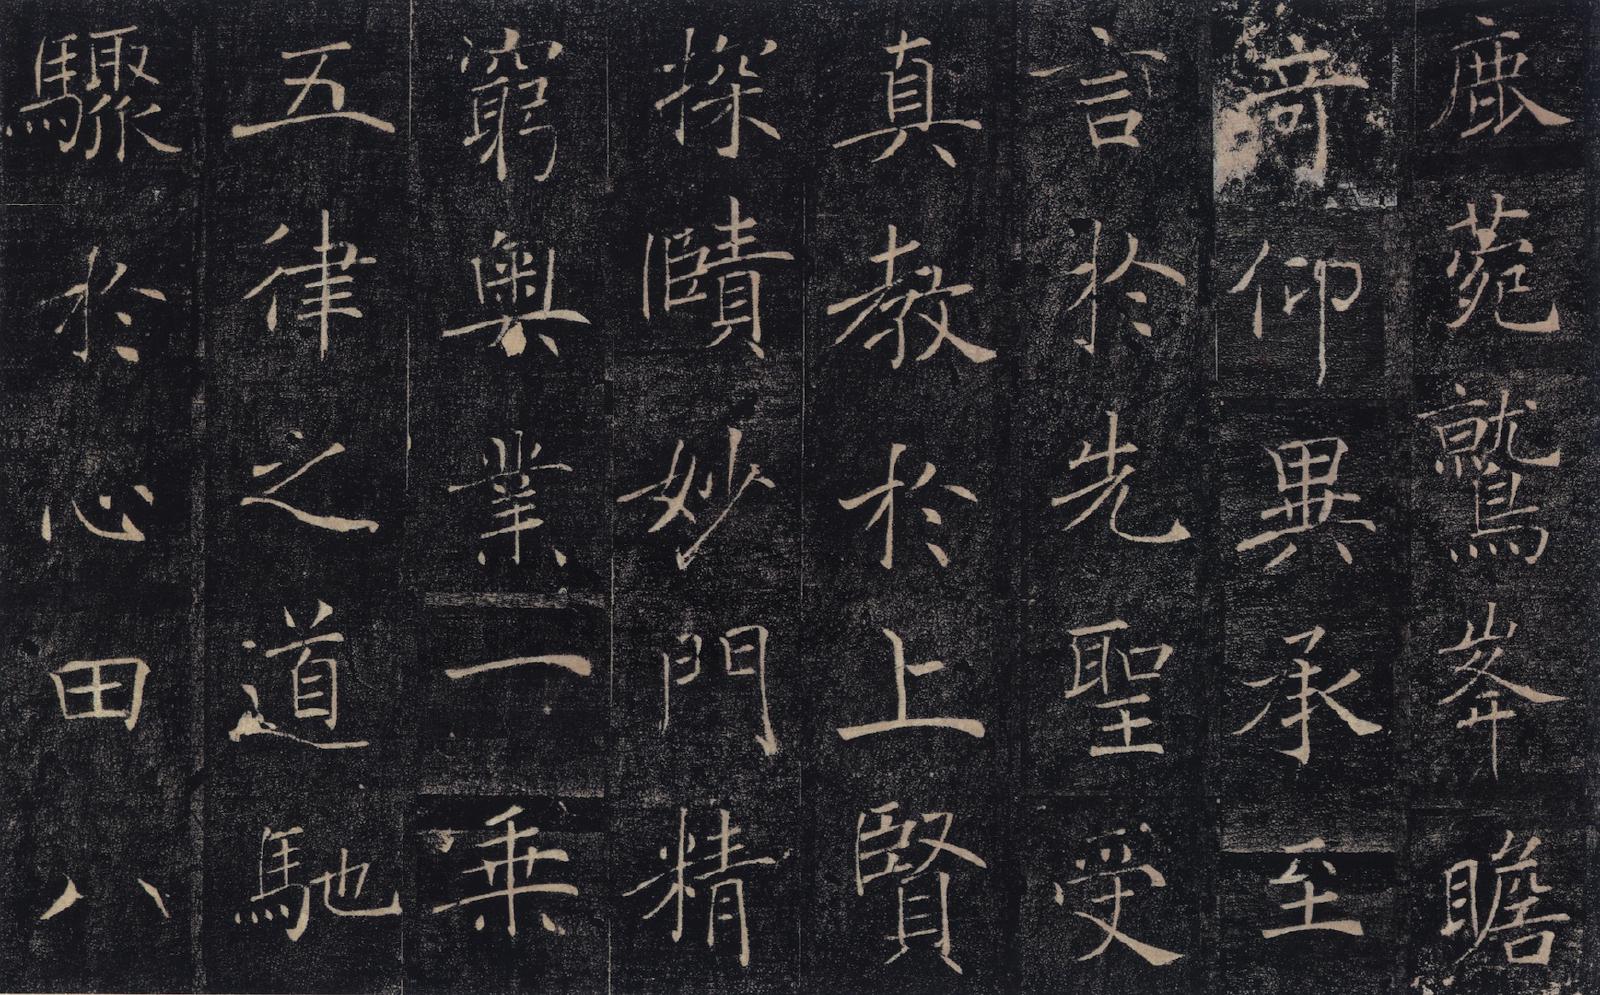 鹿菀鷲峯瞻
奇仰異承至
言於先聖受
真教於上賢
探賾妙門精
窮奧業一乗
五律之道馳
驟於心田八